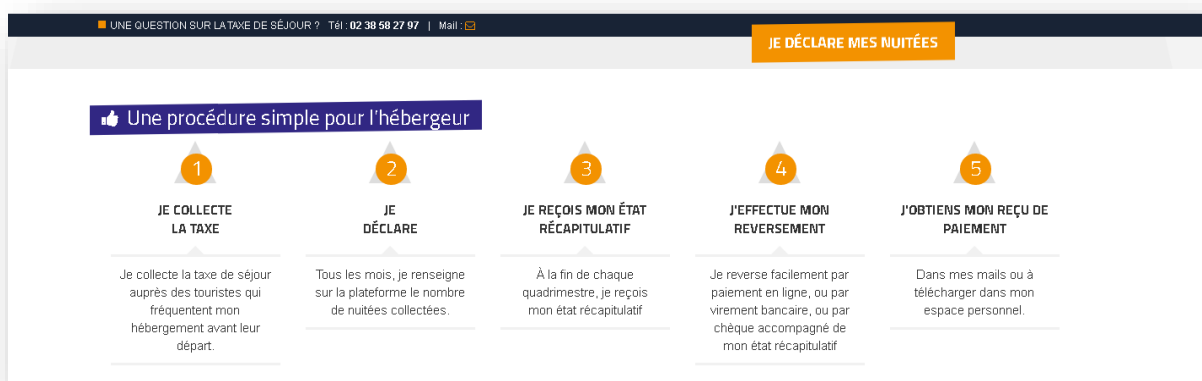 UNE QUESTION SUR LA TAXE DE SÉJOUR ? Tél : 02 38 58 27 97 | Mail :
JE DÉCLARE MES NUITÉES
Une procédure simple pour l'hébergeur
1
JE COLLECTE
LA TAXE
Je collecte la taxe de séjour
auprès des touristes qui
fréquentent mon
hébergement avant leur
départ.
2
JE
DÉCLARE
Tous les mois, je renseigne
sur la plateforme le nombre
de nuitées collectées.
3
JE REÇOIS MON ÉTAT
RÉCAPITULATIF
À la fin de chaque
quadrimestre, je reçois
mon état récapitulatif
4
J'EFFECTUE MON
REVERSEMENT
Je reverse facilement par
paiement en ligne, ou par
virement bancaire, ou par
chèque accompagné de
mon état récapitulatif
5
J'OBTIENS MON REÇU DE
PAIEMENT
Dans mes mails ou à
télécharger dans mon
espace personnel.